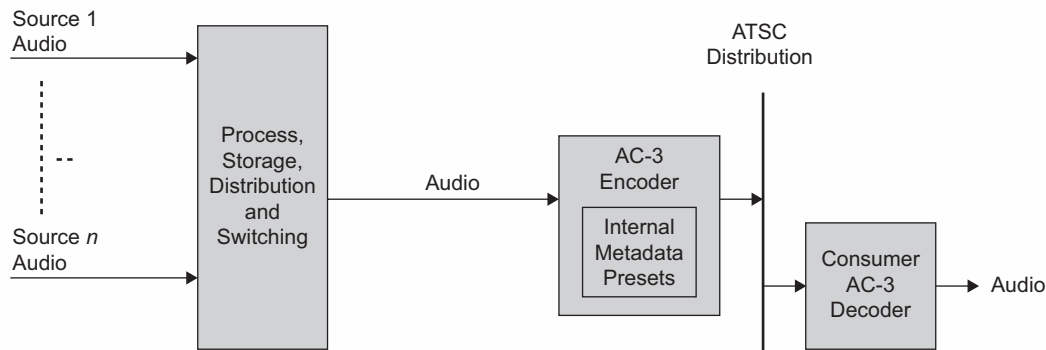 Source 1
Audio
Source n
Audio
Process,
Storage,
Distribution
and
Switching
Audio
AC-3
Encoder
Internal
Metadata
Presets
ATSC
Distribution
Consumer
AC-3
Decoder
Audio